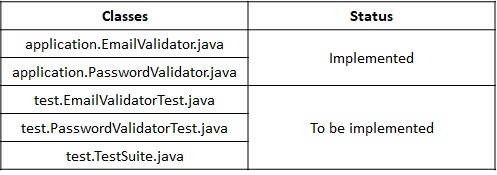 Classes Status
application.EmailValidator.java
Implemented
application.PasswordValidator.java
test.EmailValidatorTest.java
test.PasswordValidatorTest.java To be implemented
test.TestSuite.java